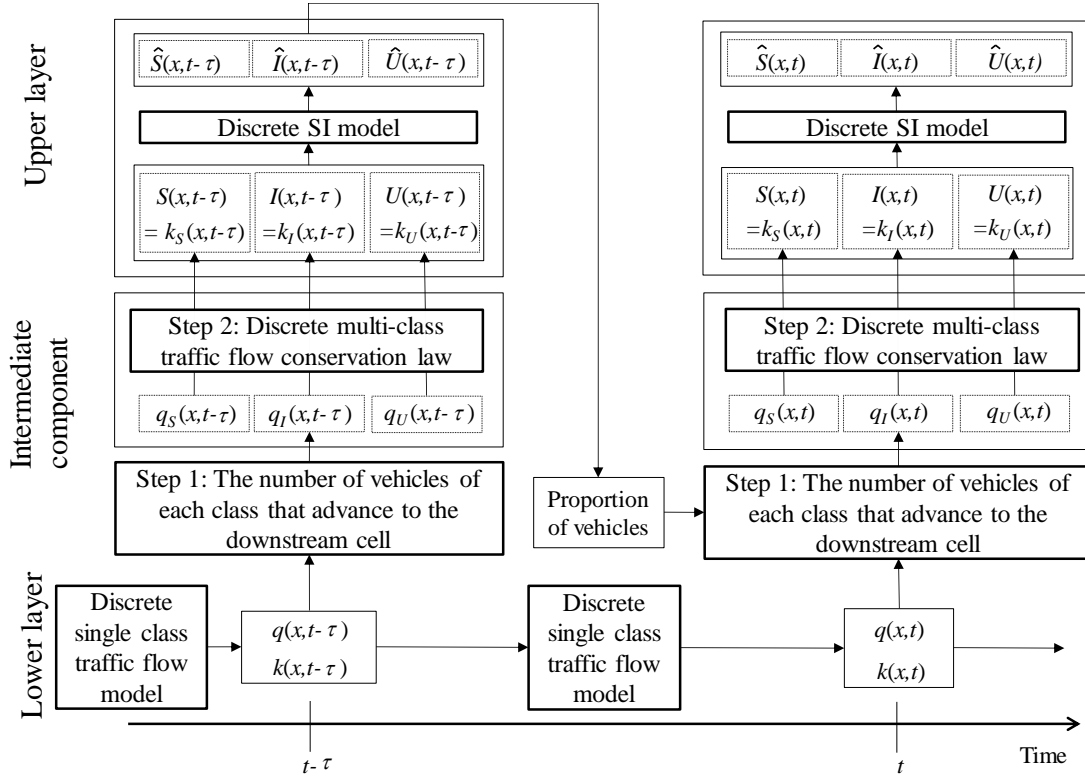 Upper layer
Ŝ(x,t-τ) Î(x,t-τ) Û(x,t-τ)
Discrete SI model
S(x,t-τ) I(x,t-τ) U(x,t-τ)
= k_S(x,t-τ) =k_I(x,t-τ) =k_U(x,t-τ)
Intermediate
component
Step 2: Discrete multi-class
traffic flow conservation law
q_S(x,t-τ) q_I(x,t-τ) q_U(x,t-τ)
Step 1: The number of vehicles of
each class that advance to the
downstream cell
Lower layer
Discrete
single class
traffic flow
model
q(x,t-τ)
k(x,t-τ)
t-τ
Proportion
of vehicles
Discrete
single class
traffic flow
model
Ŝ(x,t) Î(x,t) Û(x,t)
Discrete SI model
S(x,t) I(x,t) U(x,t)
=k_S(x,t) =k_I(x,t) =k_U(x,t)
Step 2: Discrete multi-class
traffic flow conservation law
q_S(x,t) q_I(x,t) q_U(x,t)
Step 1: The number of vehicles of
each class that advance to the
downstream cell
q(x,t)
k(x,t)
t
Time